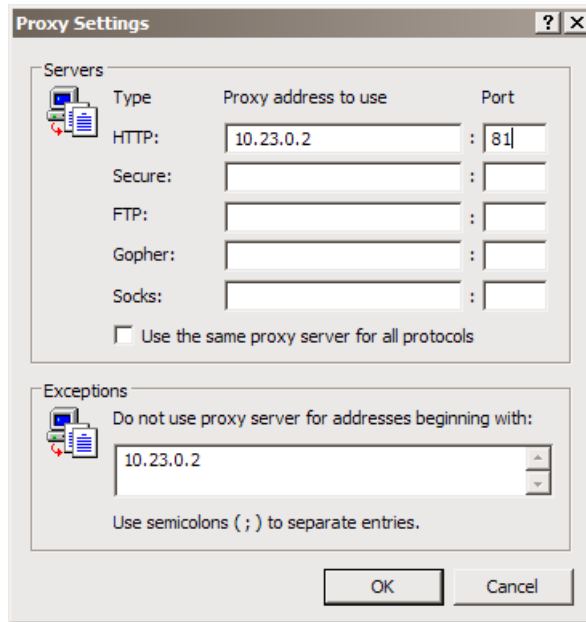 Proxy Settings
Servers
Type Proxy address to use Port
HTTP: 10.23.0.2 : 81
Secure: :
FTP: :
Gopher: :
Socks: :
Use the same proxy server for all protocols
Exceptions
Do not use proxy server for addresses beginning with:
10.23.0.2
Use semicolons ( ; ) to separate entries.
OK Cancel